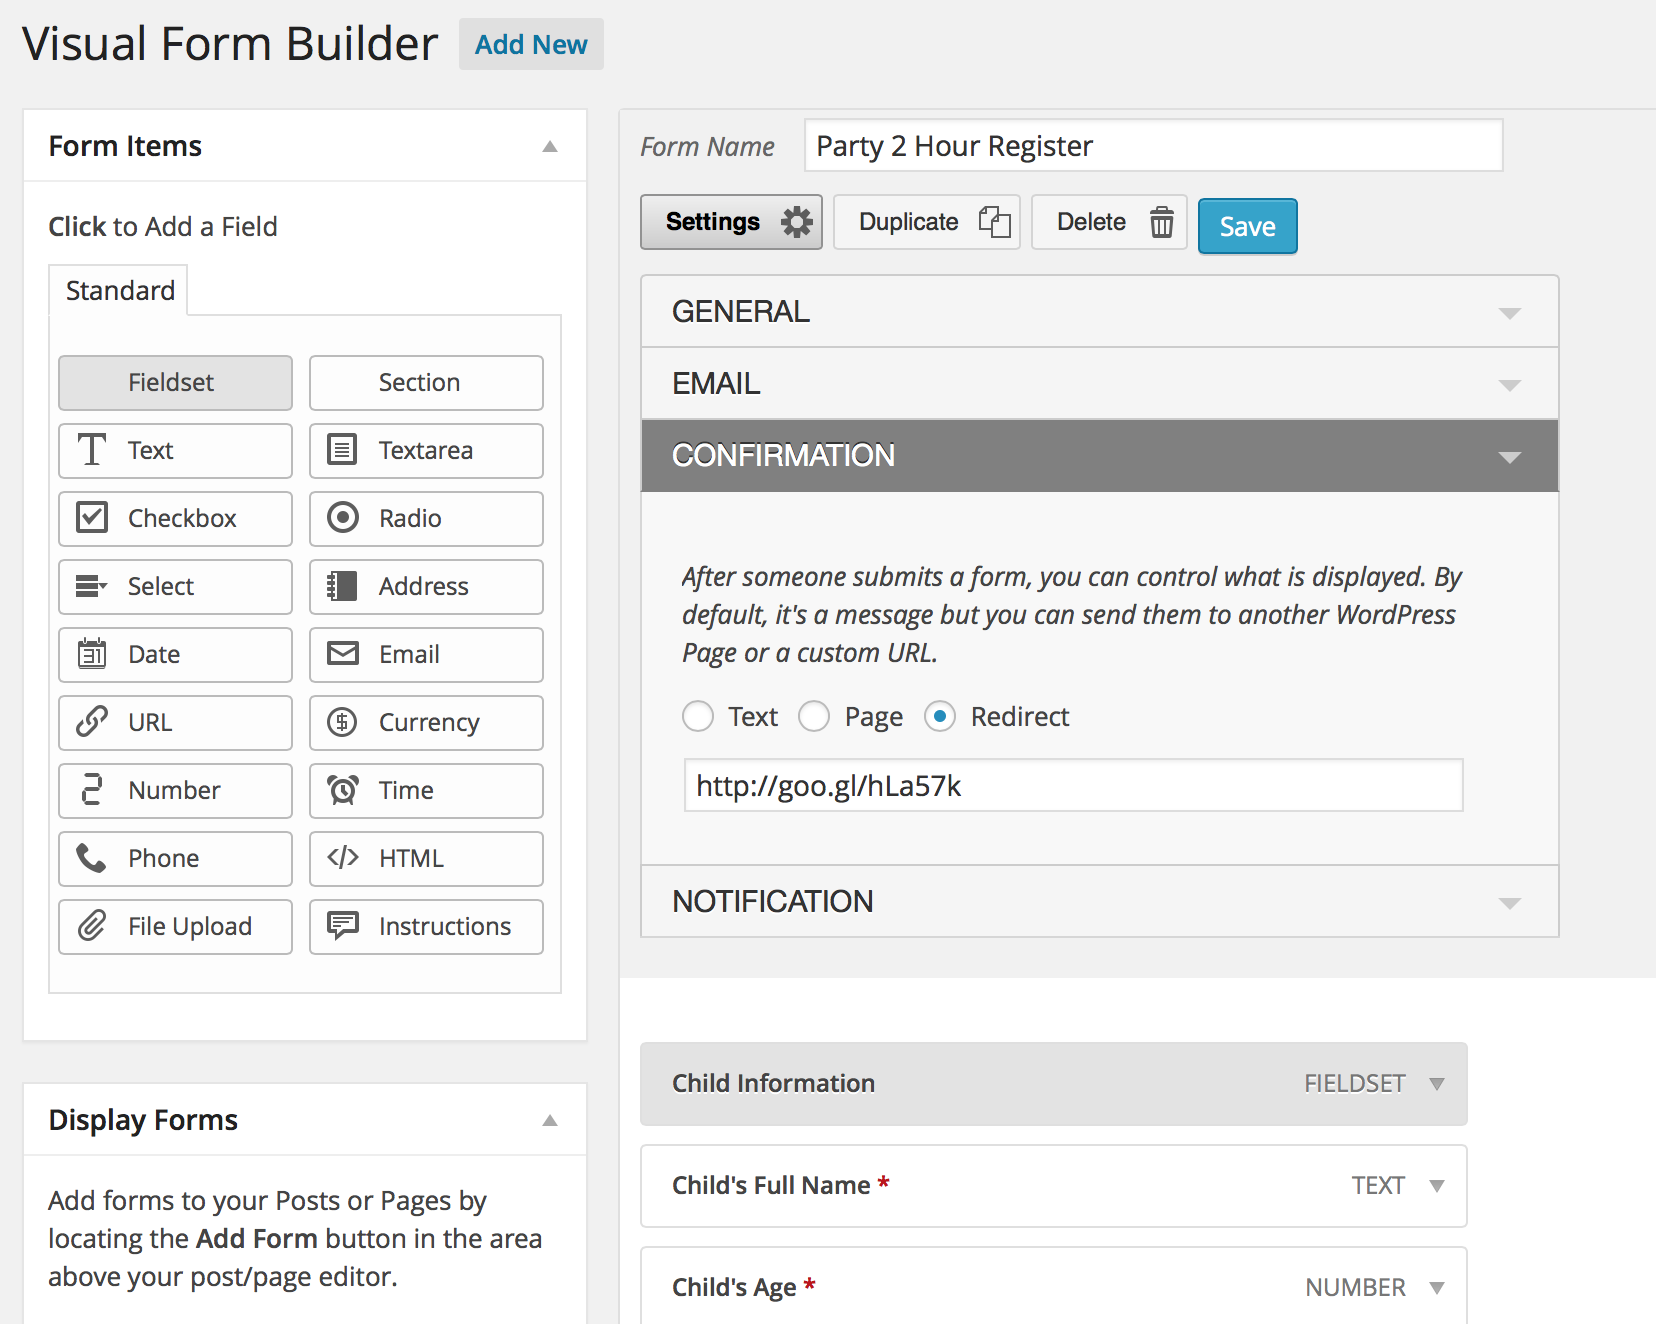 Visual Form Builder Add New
Form Items
Click to Add a Field
Standard
Fieldset Section
Text Textarea
Checkbox Radio
Select Address
31 Date Email
URL $ Currency
2 Number Time
Phone </> HTML
File Upload Instructions
Display Forms
Add forms to your Posts or Pages by
locating the Add Form button in the area
above your post/page editor.
Form Name Party 2 Hour Register
Settings Duplicate Delete Save
GENERAL
EMAIL
CONFIRMATION
After someone submits a form, you can control what is displayed. By
default, it's a message but you can send them to another WordPress
Page or a custom URL.
Text Page Redirect
http://goo.gl/hLa57k
NOTIFICATION
Child Information FIELDSET
Child's Full Name * TEXT
Child's Age * NUMBER